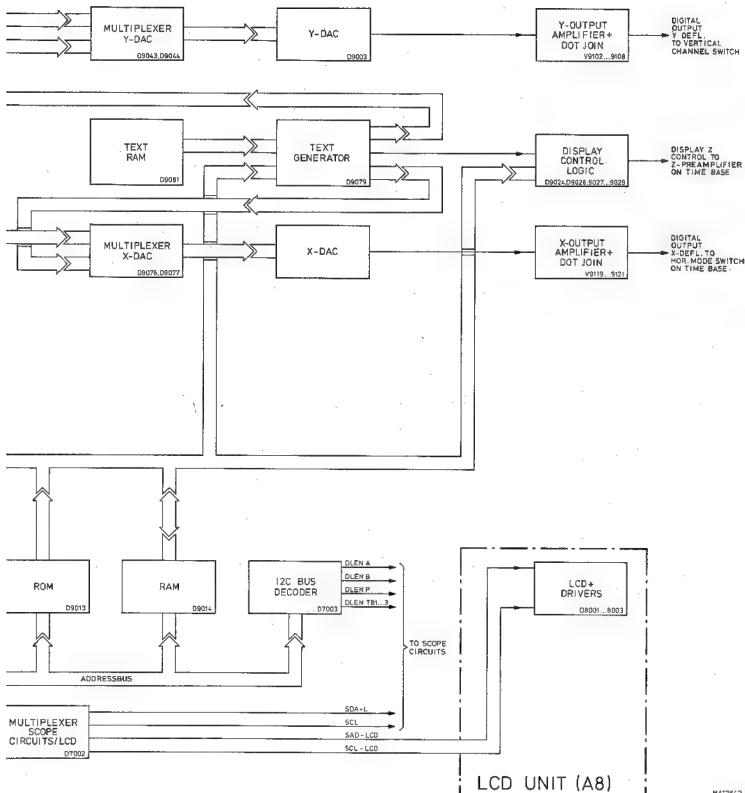 MULTIPLEXER
Y-DAC
D9043,D9044
Y-DAC
D9003
Y-OUTPUT
AMPLIFIER+
DOT JOIN
V9102...9108
DIGITAL
OUTPUT
Y DEFL.
TO VERTICAL
CHANNEL SWITCH
TEXT
RAM
D9081
TEXT
GENERATOR
D9079
DISPLAY
CONTROL
LOGIC
D9024,D9026,9027...9029
DISPLAY Z
CONTROL TO
Z-PREAMPLIFIER
ON TIME BASE
MULTIPLEXER
X-DAC
D9076,D9077
X-DAC
X-OUTPUT
AMPLIFIER+
DOT JOIN
V9119...9121
DIGITAL
OUTPUT
X-DEFL. TO
HOR. MODE SWITCH
ON TIME BASE
ROM
D9013
RAM
D9014
I2C BUS
DECODER
D7003
DLEN A
DLEN B
DLEN P
DLEN TB1...3
LCD+
DRIVERS
D8001...8003
TO SCOPE
CIRCUITS
ADDRESSBUS
MULTIPLEXER
SCOPE
CIRCUITS/LCD
D7002
SDA-L
SCL
SAD-LCD
SCL-LCD
LCD UNIT (A8)